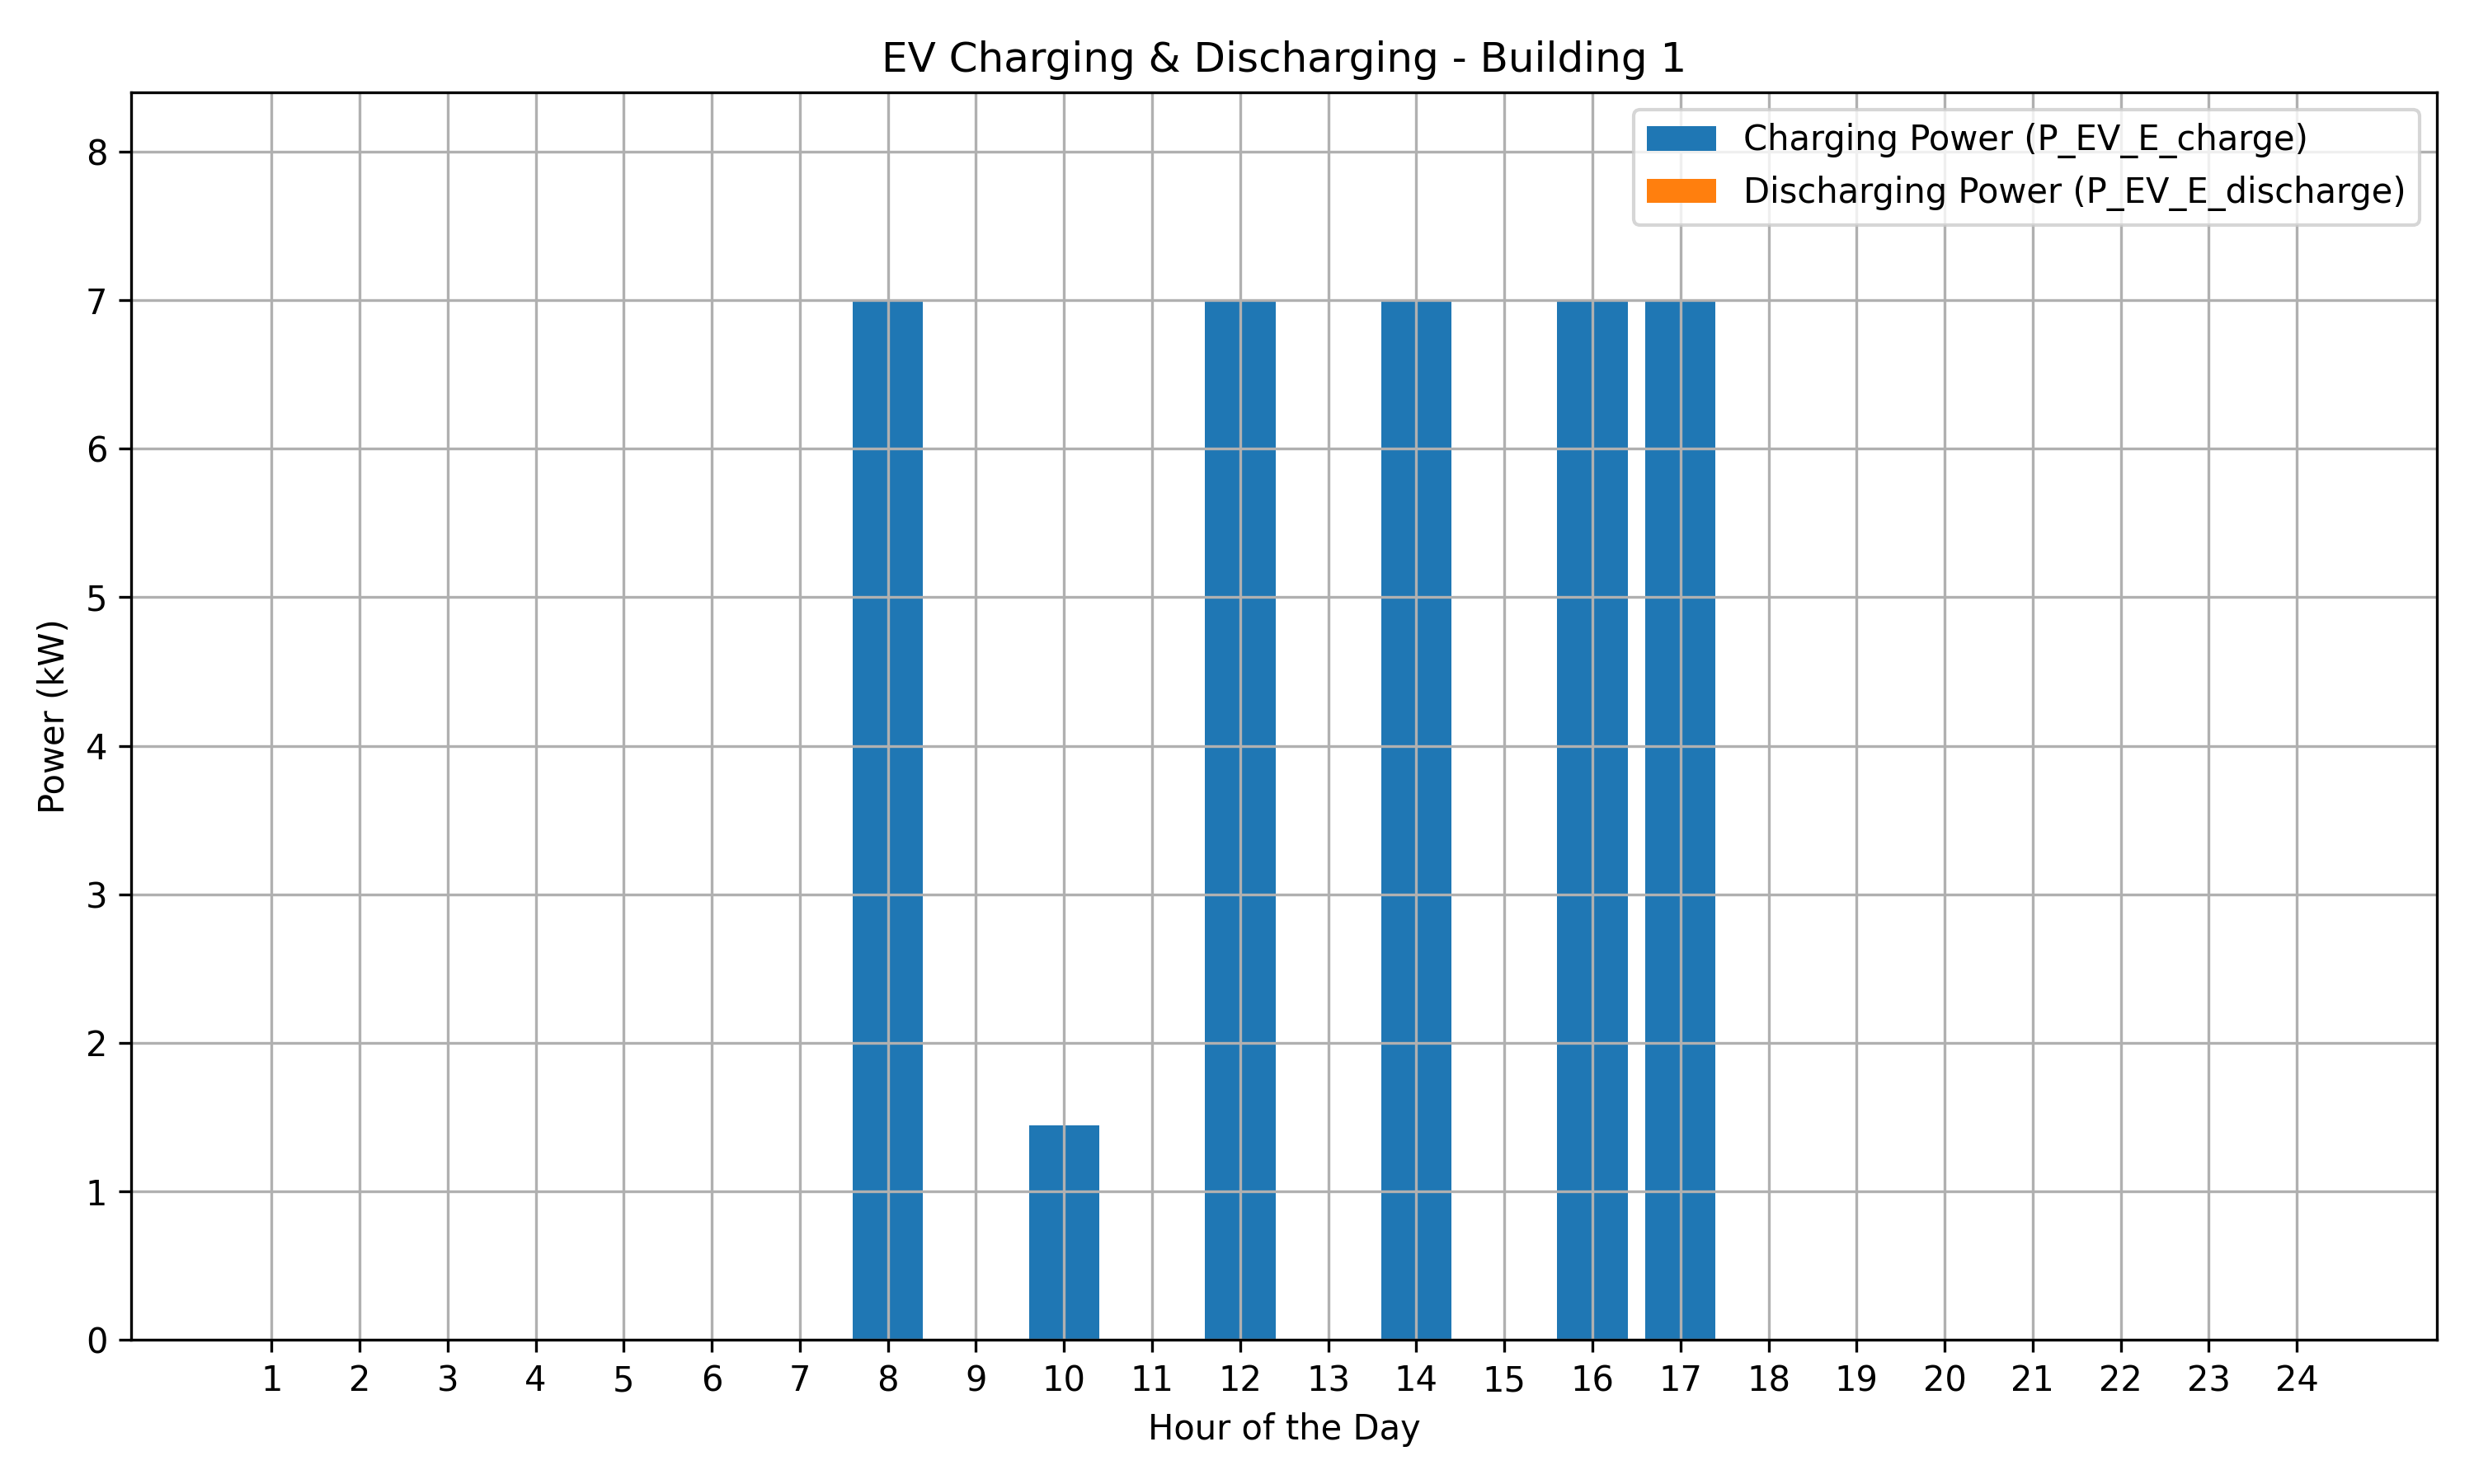 EV Charging & Discharging - Building 1
Charging Power (P_EV_E_charge)
Discharging Power (P_EV_E_discharge)
8
7
6
5
4
3
2
1
0
Power (kW)
1 2 3 4 5 6 7 8 9 10 11 12 13 14 15 16 17 18 19 20 21 22 23 24
Hour of the Day